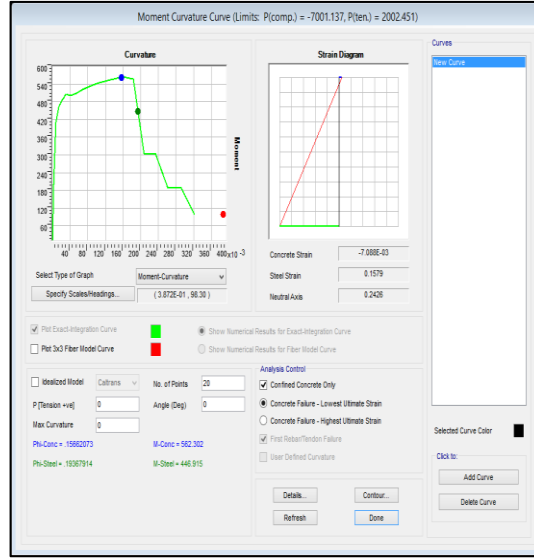 Moment Curvature Curve (Limits: P(comp.) = -7001.137, P(ten.) = 2002.451)
Curvature
600
540
480
420
360
300
240
180
120
60
Moment
40 80 120 160 200 240 280 320 360 400 x10 -3
Select Type of Graph
Moment-Curvature
Specify Scales/Headings...
( 3.872E-01 , 98.30 )
Strain Diagram
Concrete Strain
-7.088E-03
Steel Strain
0.1579
Neutral Axis
0.2426
Plot Exact-Integration Curve
Show Numerical Results for Exact-Integration Curve
Plot 3x3 Fiber Model Curve
Show Numerical Results for Fiber Model Curve
Idealized Model
Caltrans
No. of Points
20
P [Tension +ve]
0
Angle (Deg)
0
Max Curvature
0
Phi-Conc = .15662073
M-Conc = 562.302
Phi-Steel = .19367914
M-Steel = 446.915
Analysis Control
Confined Concrete Only
Concrete Failure - Lowest Ultimate Strain
Concrete Failure - Highest Ultimate Strain
First Rebar/Tendon Failure
User Defined Curvature
Details...
Contour...
Refresh
Done
Curves
New Curve
Selected Curve Color
Click to:
Add Curve
Delete Curve